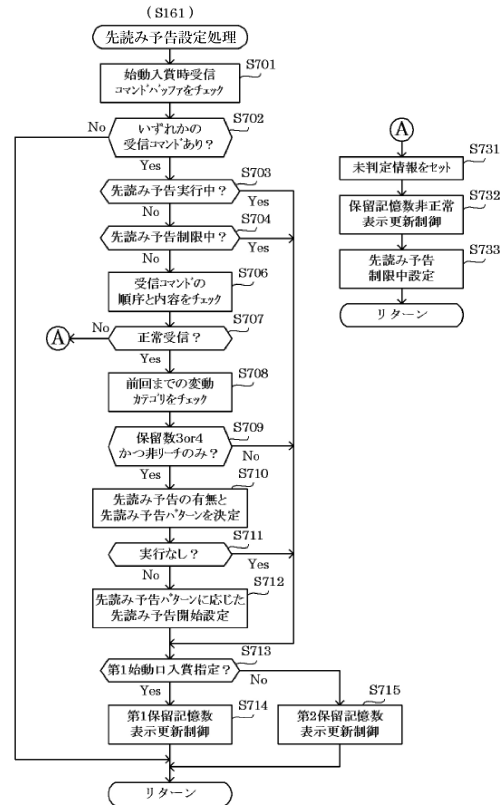 (S161)
先読み予告設定処理
S701
始動入賞時受信
コマンドバッファをチェック
S702
No
いずれかの
受信コマンドあり?
Yes
S703
先読み予告実行中?
Yes
No
S704
先読み予告制限中?
Yes
No
S706
受信コマンドの
順序と内容をチェック
S707
A
No
正常受信?
Yes
S708
前回までの変動
カテゴリをチェック
S709
保留数3or4
かつ非リーチのみ?
No
Yes
S710
先読み予告の有無と
先読み予告パターンを決定
S711
実行なし?
Yes
No
S712
先読み予告パターンに応じた
先読み予告開始設定
S713
第1始動口入賞指定?
No
Yes
S714
第1保留記憶数
表示更新制御
S715
第2保留記憶数
表示更新制御
リターン
A
S731
未判定情報をセット
S732
保留記憶数非正常
表示更新制御
S733
先読み予告
制限中設定
リターン